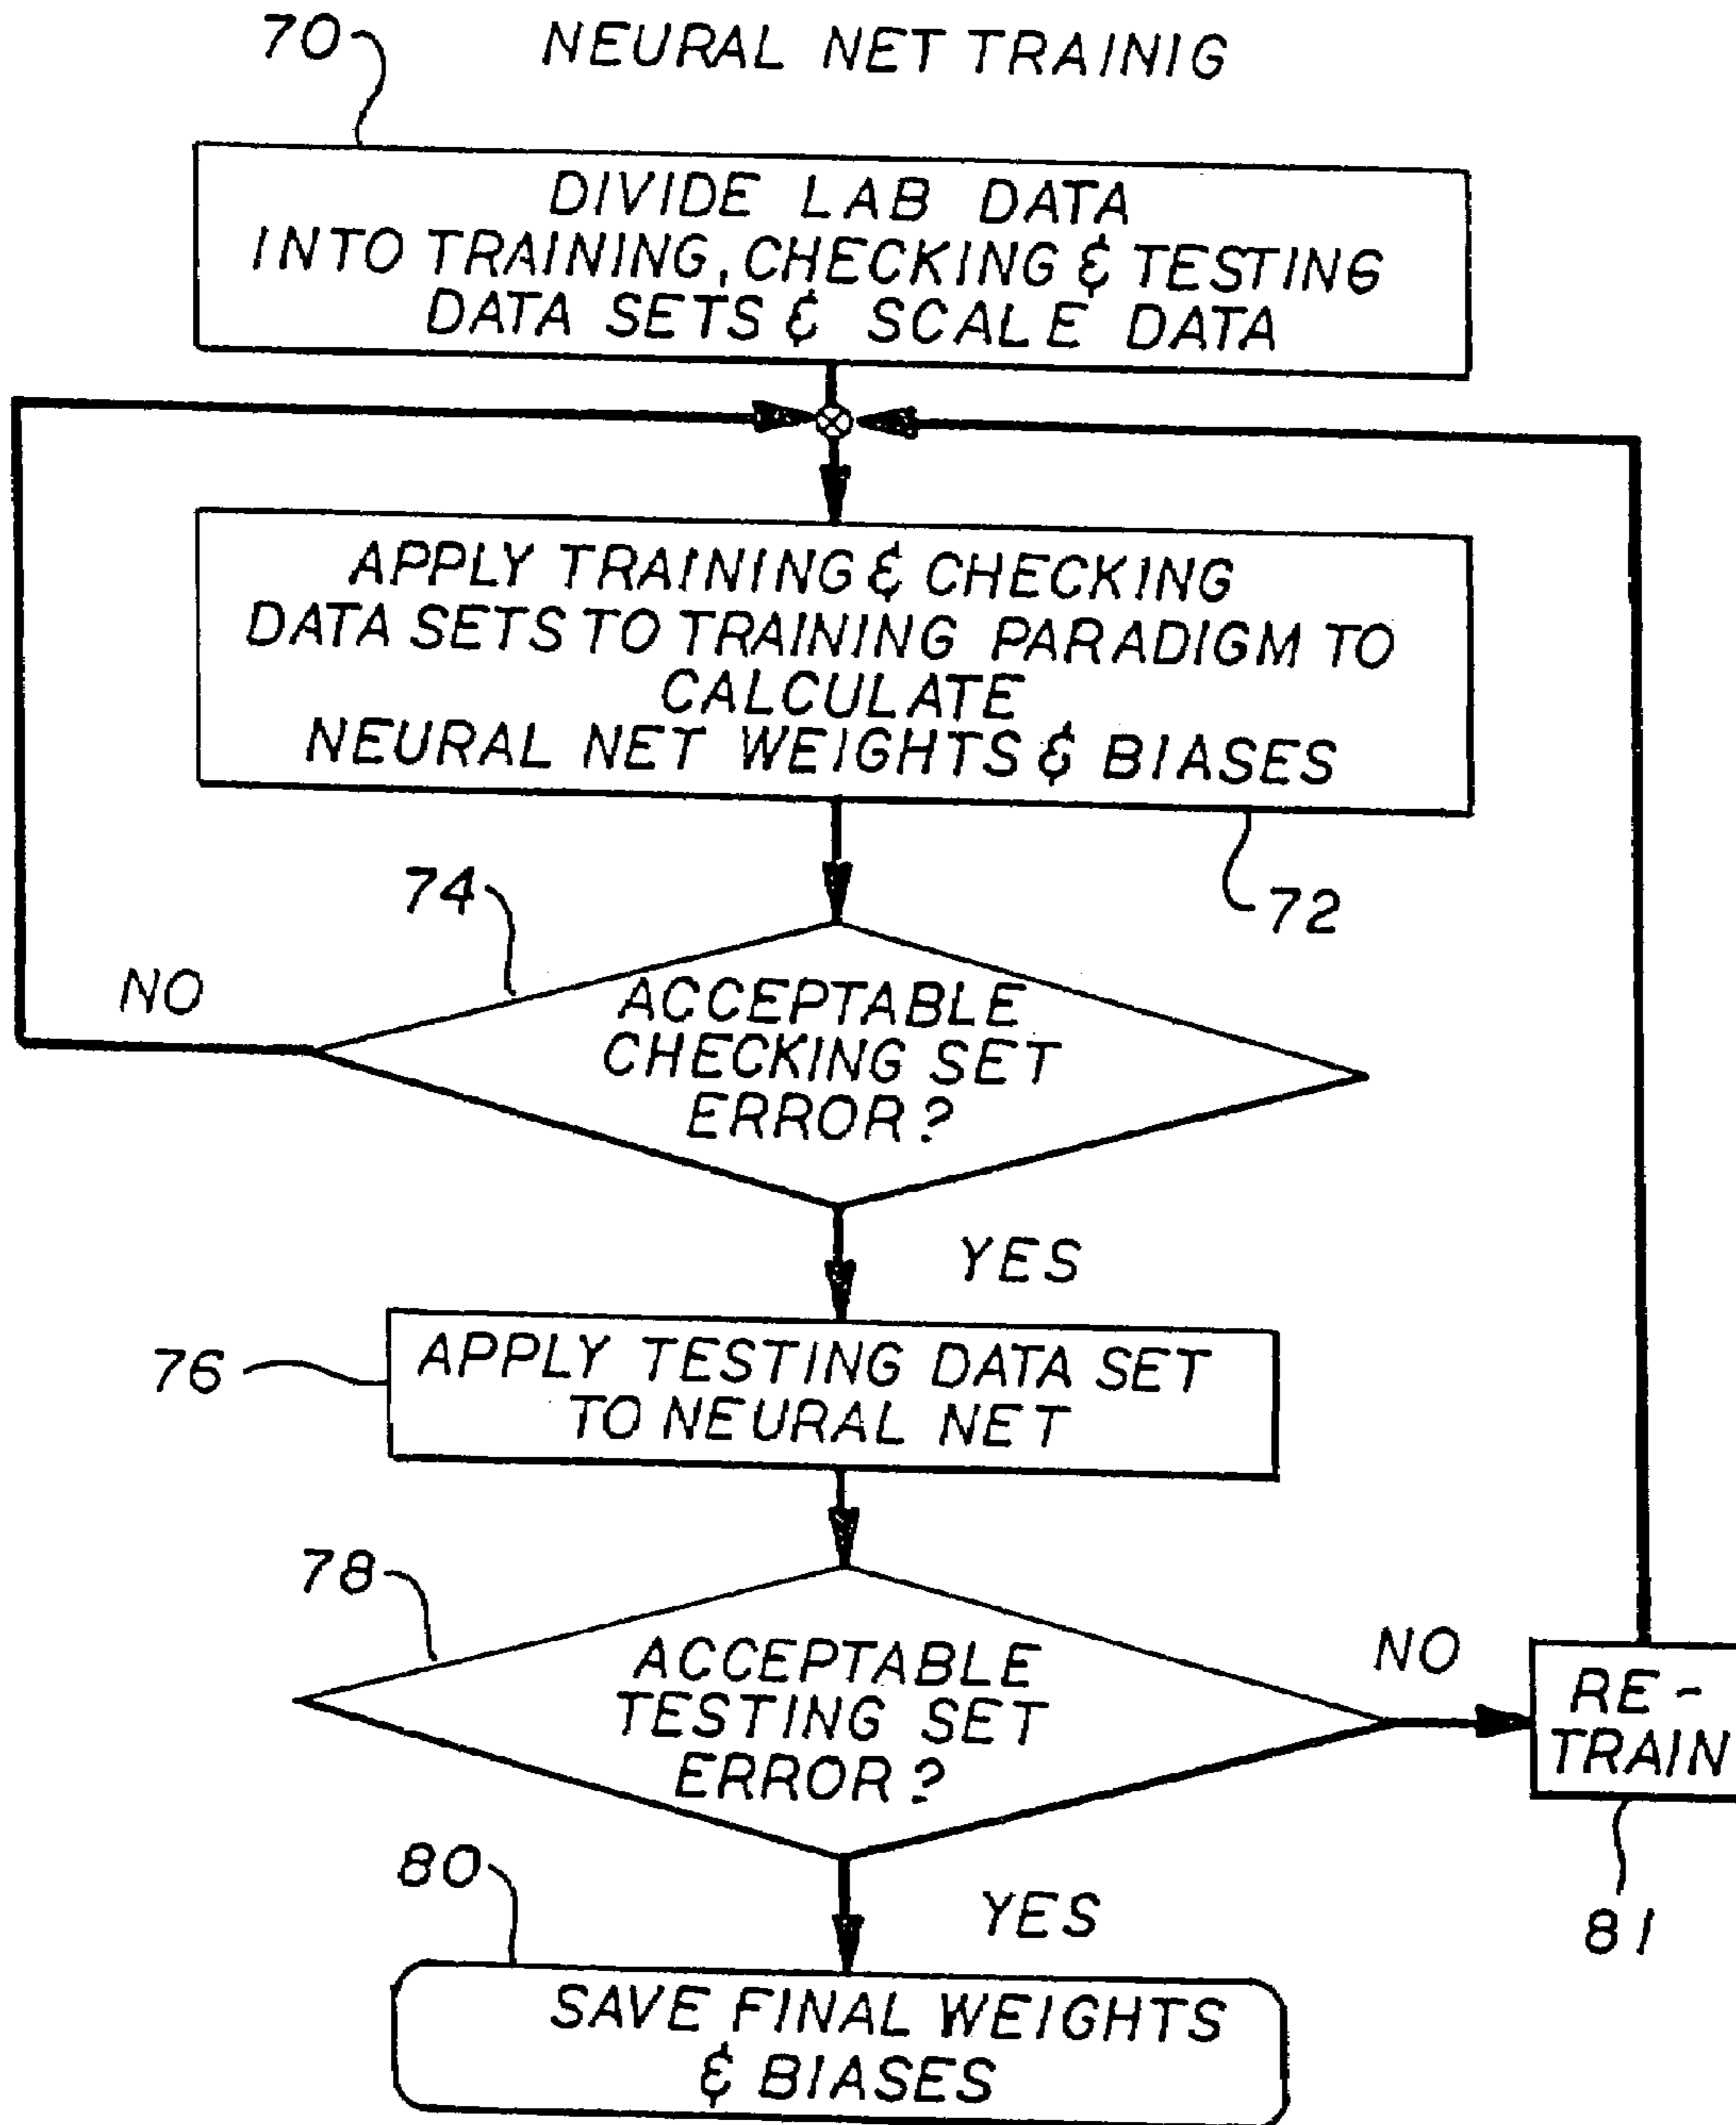 70
NEURAL NET TRAINIG
DIVIDE LAB DATA
INTO TRAINING, CHECKING & TESTING
DATA SETS & SCALE DATA
APPLY TRAINING & CHECKING
DATA SETS TO TRAINING PARADIGM TO
CALCULATE
NEURAL NET WEIGHTS & BIASES
72
74
NO
ACCEPTABLE
CHECKING SET
ERROR?
YES
76
APPLY TESTING DATA SET
TO NEURAL NET
78
ACCEPTABLE
TESTING SET
ERROR?
NO
RE-
TRAIN
81
80
YES
SAVE FINAL WEIGHTS
& BIASES